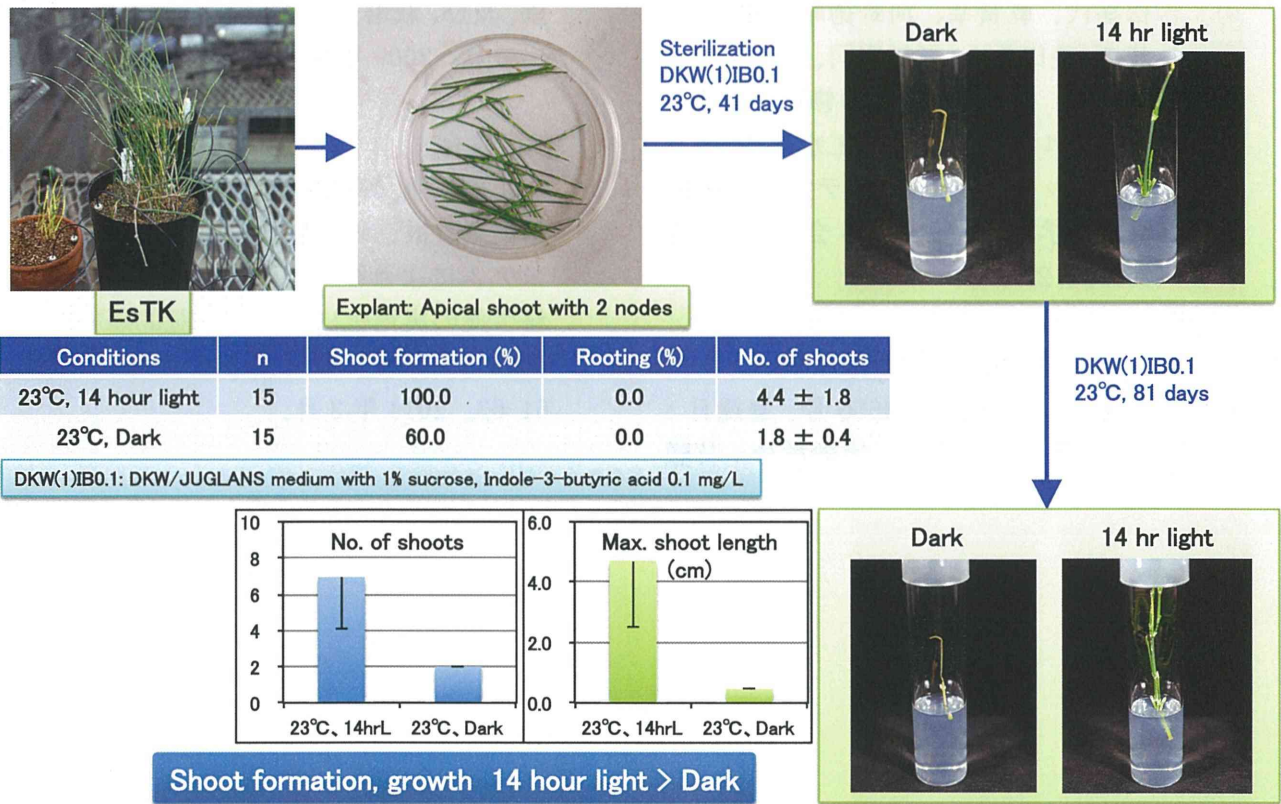 Sterilization
DKW(1)IB0.1
23℃, 41 days
Dark
14 hr light
EsTK
Explant: Apical shoot with 2 nodes
Conditions n Shoot formation (%) Rooting (%) No. of shoots
23℃, 14 hour light 15 100.0 0.0 4.4 ± 1.8
23℃, Dark 15 60.0 0.0 1.8 ± 0.4
DKW(1)IB0.1: DKW/JUGLANS medium with 1% sucrose, Indole-3-butyric acid 0.1 mg/L
DKW(1)IB0.1
23℃, 81 days
No. of shoots
10
8
6
4
2
0
23℃、14hrL
23℃、Dark
Max. shoot length
(cm)
6.0
4.0
2.0
0.0
23℃、14hrL
23℃、Dark
Dark
14 hr light
Shoot formation, growth 14 hour light > Dark